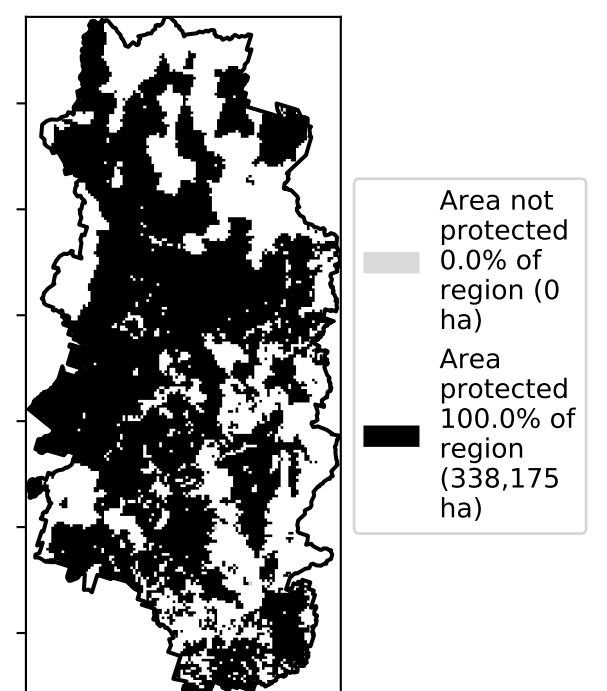 Area not
protected
0.0% of
region (0
ha)
Area
protected
100.0% of
region
(338,175
ha)